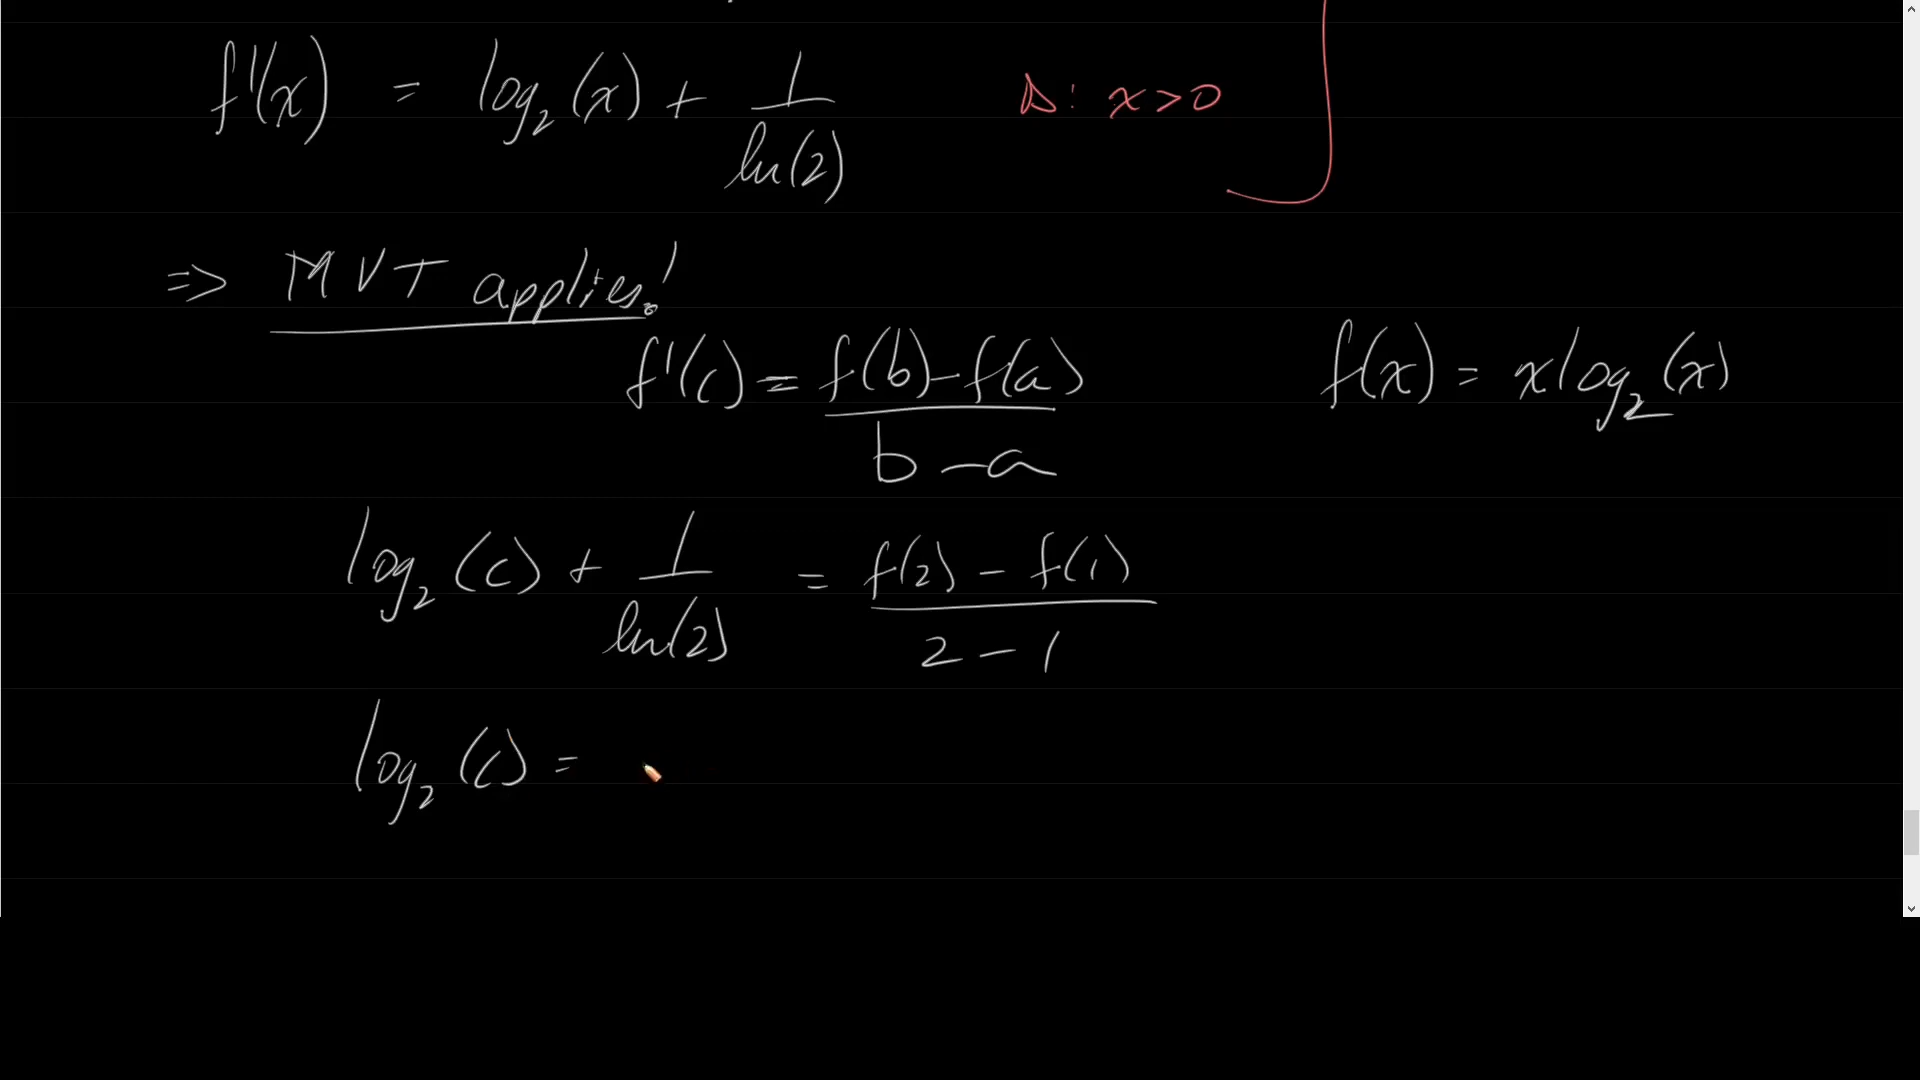 f'(x) = log₂(x) + 1/ln(2) D: x>0
=> MVT applies!
f'(c) = (f(b)-f(a))/(b-a) f(x) = xlog₂(x)
log₂(c) + 1/ln(2) = (f(2) - f(1))/(2-1)
log₂(c) =